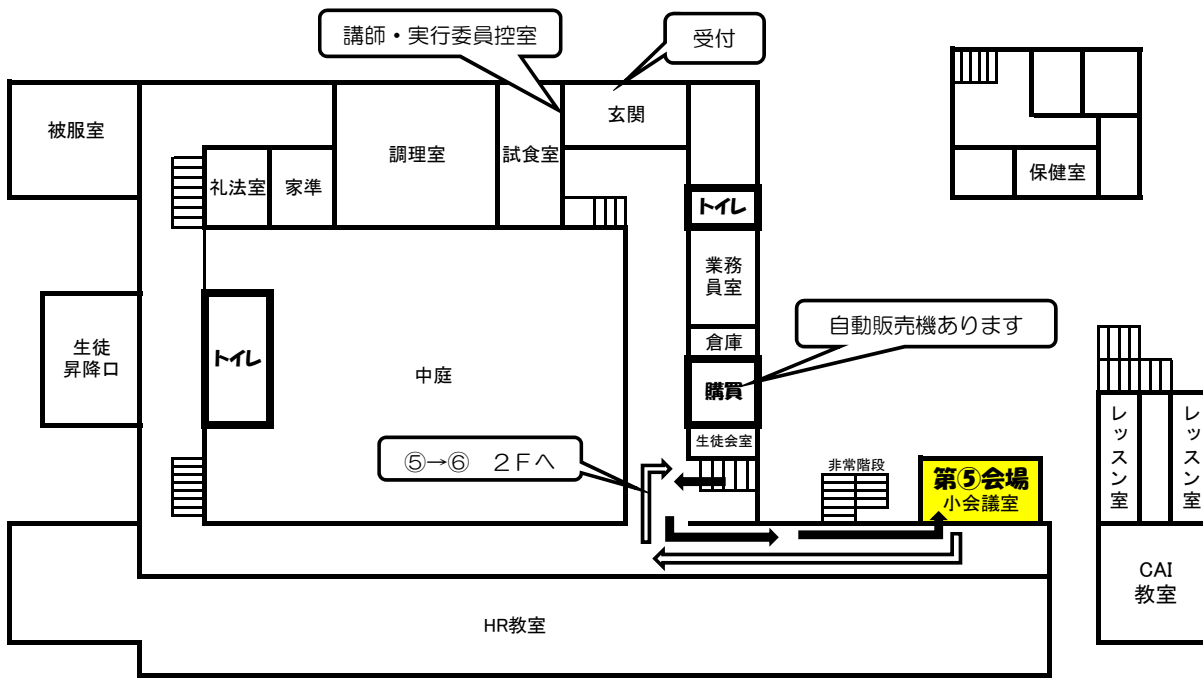 講師・実行委員控室
受付
被服室
調理室
試食室
玄関
保健室
礼法室
家準
トイレ
業務
員室
自動販売機あります
倉庫
生徒
昇降口
トイレ
中庭
購買
生徒会室
レッスン室
レッスン室
⑤→⑥ 2Fへ
非常階段
第⑤会場
小会議室
CAI
教室
HR教室